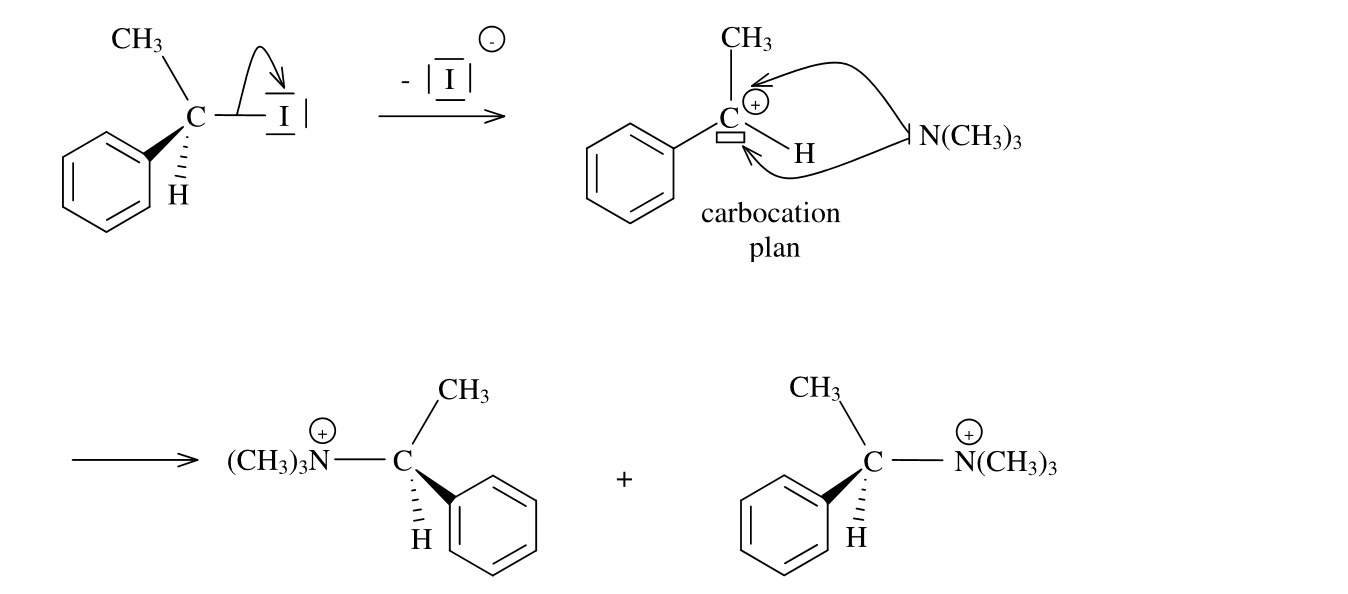 CH₃
C
I
H
- |I| -
CH₃
C +
H
N(CH₃)₃
carbocation
plan
CH₃
+
(CH₃)₃N
C
H
+
CH₃
+
C
N(CH₃)₃
H